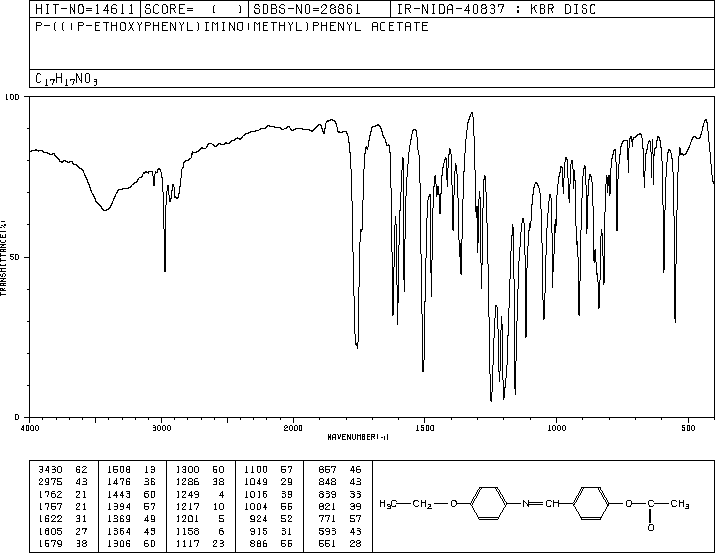 HIT-NO=14611 SCORE= ( ) SDBS-NO=28861 IR-NIDA-40837 : KBR DISC
P-(((P-ETHOXYPHENYL)IMINO)METHYL)PHENYL ACETATE
C17H17NO3
100
50
0
TRANSMITTANCE(%)
4000 3000 2000 1500 1000 500
WAVENUMBER(-1)
3430 62 1508 13 1300 50 1100 57 857 46
2975 43 1476 36 1286 38 1049 29 848 43
1762 21 1443 60 1249 4 1016 39 839 33
1757 21 1394 57 1217 10 1004 55 821 39
1622 31 1369 49 1201 5 924 52 771 57
1605 27 1364 43 1158 6 915 31 593 43
1579 38 1306 60 1117 23 886 55 551 28
H3C CH2 O N CH O C CH3
O